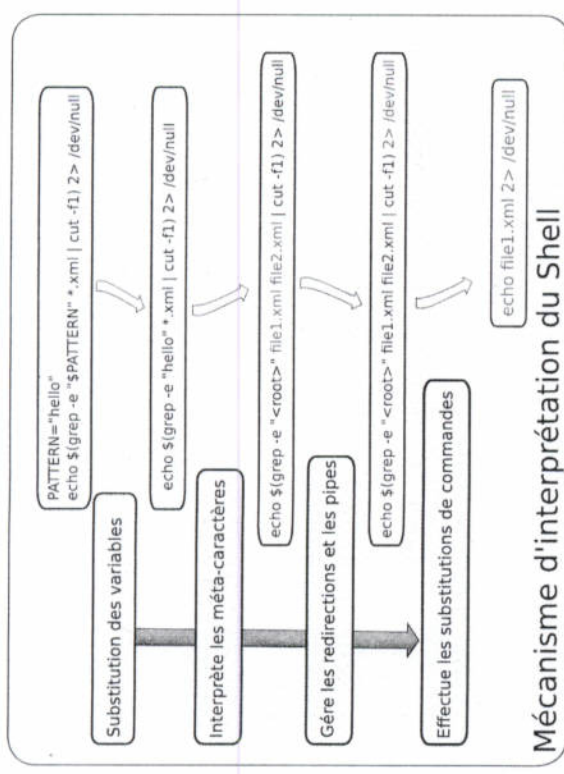 PATTERN="hello"
echo $(grep -e "$PATTERN" *.xml | cut -f1) 2> /dev/null
Substitution des variables
echo $(grep -e "hello" *.xml | cut -f1) 2> /dev/null
Interprète les méta-caractères
echo $(grep -e "<root>" file1.xml file2.xml | cut -f1) 2> /dev/null
Gére les redirections et les pipes
echo $(grep -e "<root>" file1.xml file2.xml | cut -f1) 2> /dev/null
Effectue les substitutions de commandes
echo file1.xml 2> /dev/null
Mécanisme d'interprétation du Shell